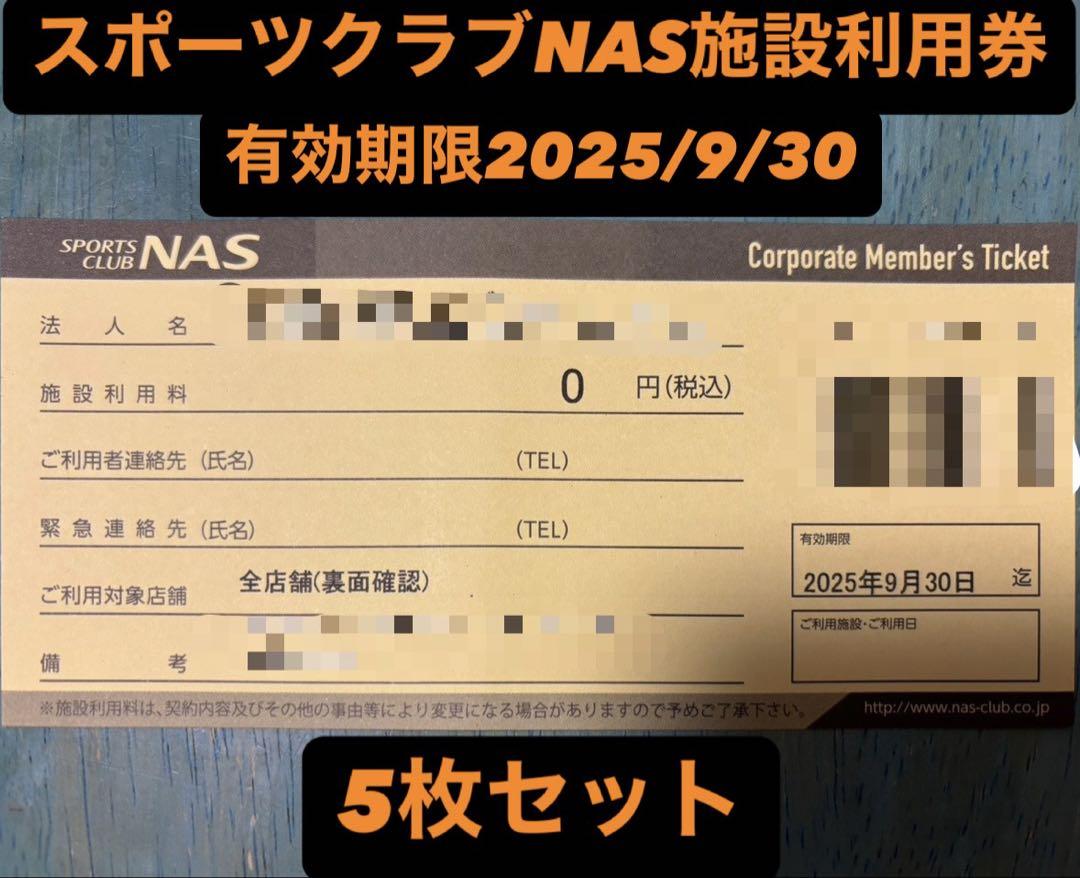 スポーツクラブNAS施設利用券
有効期限2025/9/30
SPORTS CLUB NAS
Corporate Member's Ticket
法人名
施設利用料 0 円(税込)
ご利用者連絡先 (氏名) (TEL)
緊急連絡先 (氏名) (TEL)
ご利用対象店舗 全店舗(裏面確認)
備考
有効期限
2025年9月30日 迄
ご利用施設・ご利用日
※施設利用料は、契約内容及びその他の事由等により変更になる場合がありますので予めご了承下さい。
http://www.nas-club.co.jp
5枚セット